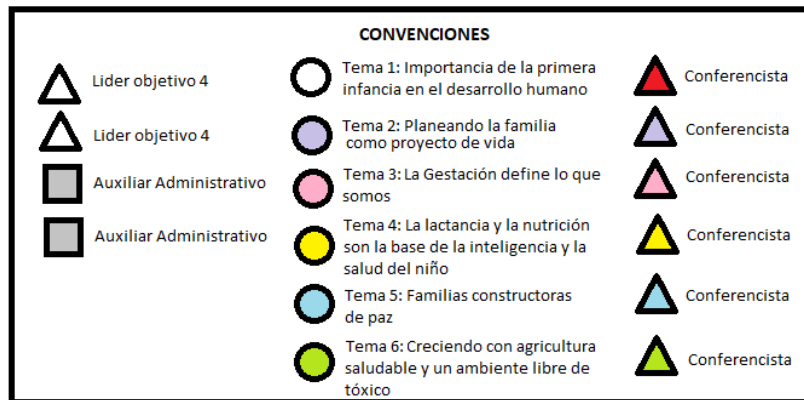 CONVENCIONES
Lider objetivo 4
Lider objetivo 4
Auxiliar Administrativo
Auxiliar Administrativo
Tema 1: Importancia de la primera
infancia en el desarrollo humano
Tema 2: Planeando la familia
como proyecto de vida
Tema 3: La Gestación define lo que
somos
Tema 4: La lactancia y la nutrición
son la base de la inteligencia y la
salud del niño
Tema 5: Familias constructoras
de paz
Tema 6: Creciendo con agricultura
saludable y un ambiente libre de
tóxico
Conferencista
Conferencista
Conferencista
Conferencista
Conferencista
Conferencista